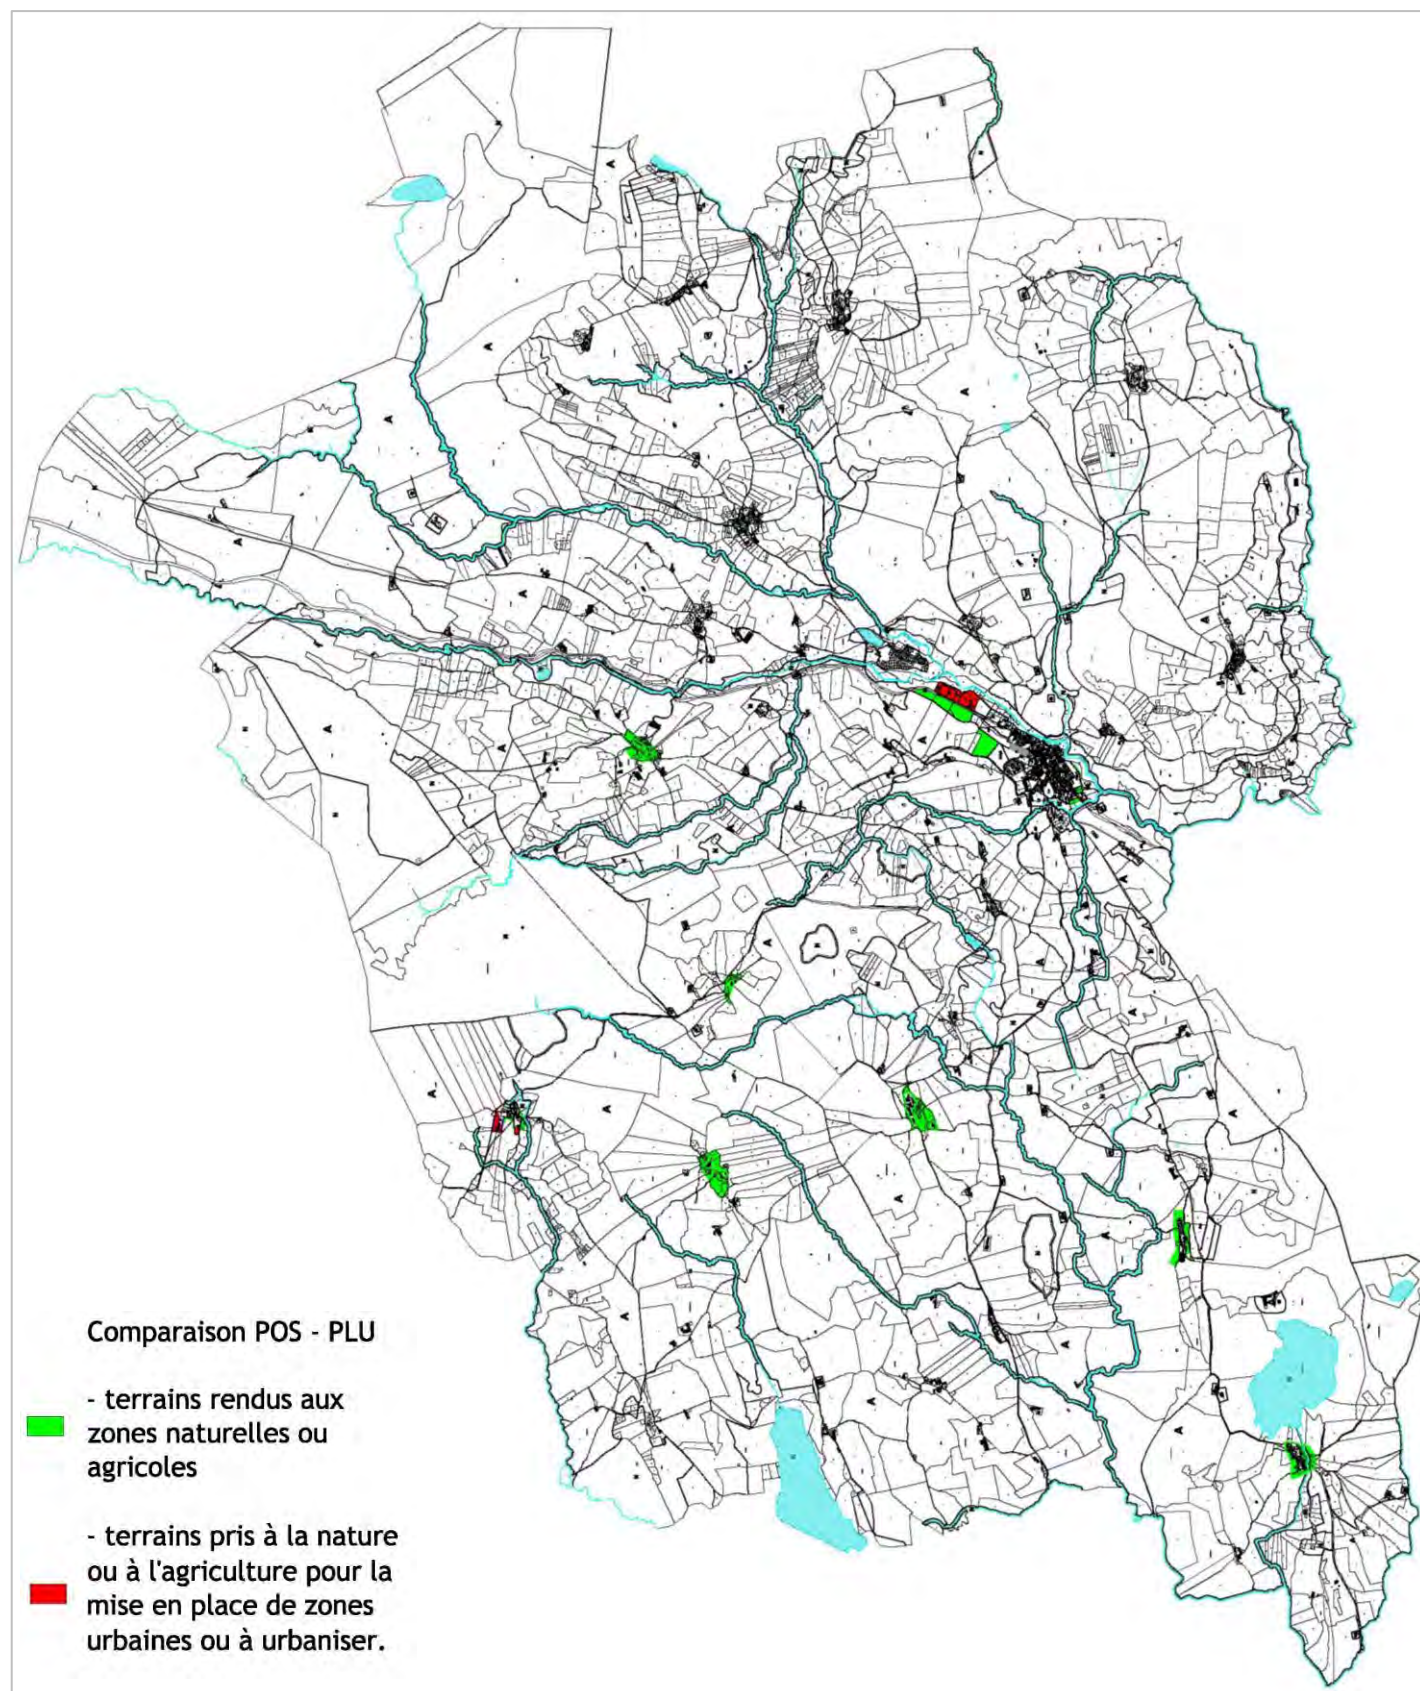 Comparaison POS - PLU
- terrains rendus aux
zones naturelles ou
agricoles
- terrains pris à la nature
ou à l'agriculture pour la
mise en place de zones
urbaines ou à urbaniser.